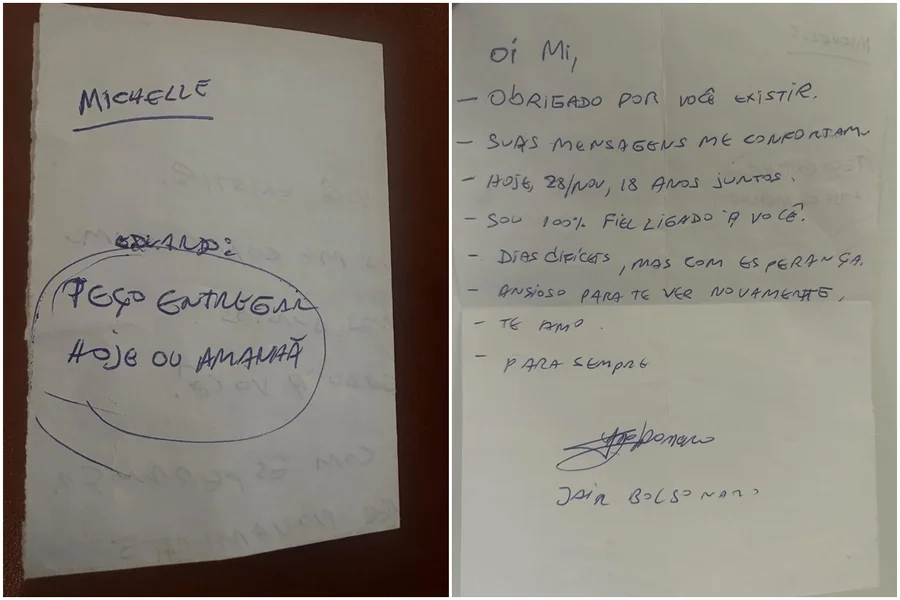 MICHELLE
PEÇO ENTREGAR
HOJE OU AMANHÃ
OI MI,
- OBRIGADO POR VOCÊ EXISTIR.
- SUAS MENSAGENS ME CONFORTAM.
- HOJE, 28/NOV, 18 ANOS JUNTOS.
- SOU 100% FIEL LIGADO A VOCÊ.
- DIAS DIFÍCEIS, MAS COM ESPERANÇA.
- ANSIOSO PARA TE VER NOVAMENTE.
- TE AMO.
- PARA SEMPRE
JAIR BOLSONARO